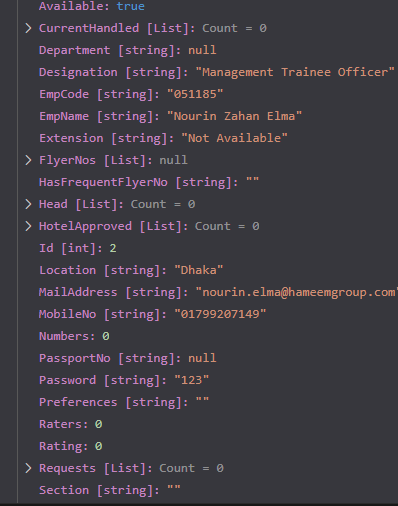 Available: true
CurrentHandled [List]: Count = 0
Department [string]: null
Designation [string]: "Management Trainee Officer"
EmpCode [string]: "051185"
EmpName [string]: "Nourin Zahan Elma"
Extension [string]: "Not Available"
FlyerNos [List]: null
HasFrequentFlyerNo [string]: ""
Head [List]: Count = 0
HotelApproved [List]: Count = 0
Id [int]: 2
Location [string]: "Dhaka"
MailAddress [string]: "nourin.elma@hameemgroup.com"
MobileNo [string]: "01799207149"
Numbers: 0
PassportNo [string]: null
Password [string]: "123"
Preferences [string]: ""
Raters: 0
Rating: 0
Requests [List]: Count = 0
Section [string]: ""